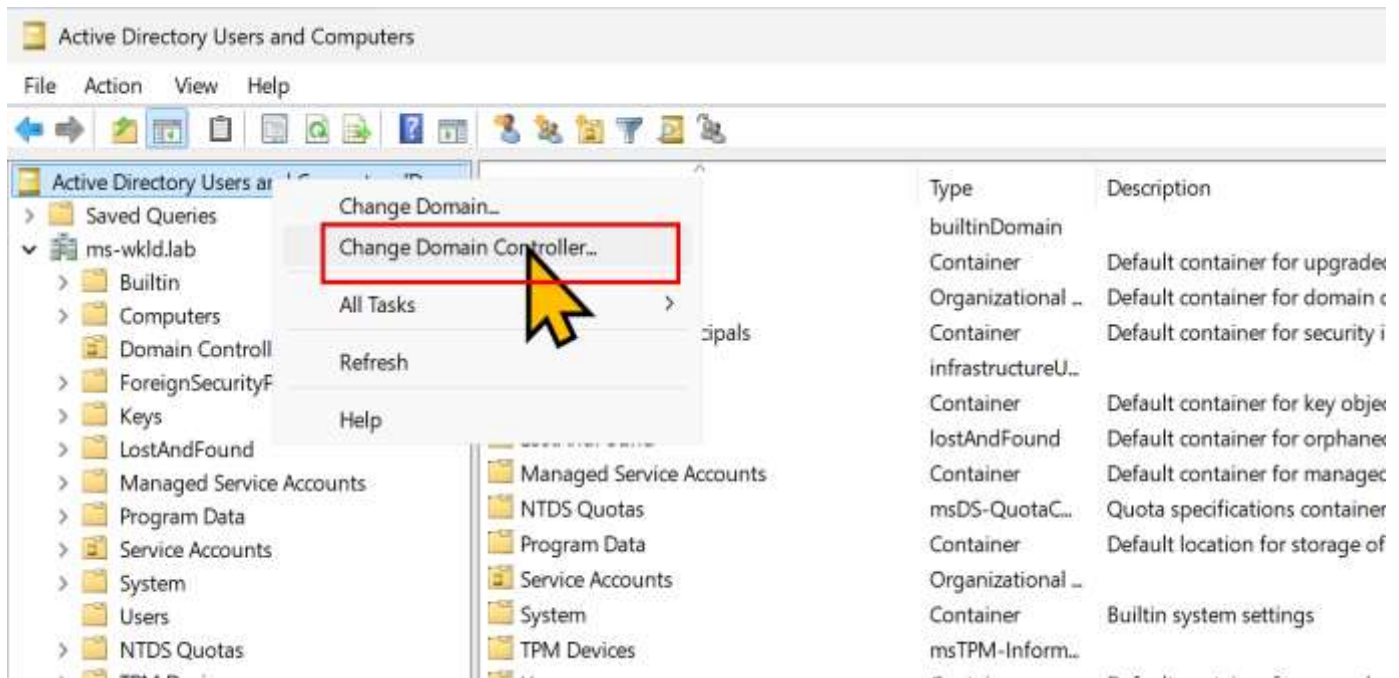 Active Directory Users and Computers
File Action View Help
Active Directory Users ar
Saved Queries
ms-wkld.lab
Builtin
Computers
Domain Controll
ForeignSecurityP
Keys
LostAndFound
Managed Service Accounts
Program Data
Service Accounts
System
Users
NTDS Quotas
Change Domain...
Change Domain Controller...
All Tasks
Refresh
Help
Type Description
builtinDomain
Container Default container for upgraded
Organizational ... Default container for domain c
cipals Container Default container for security i
infrastructureU...
Container Default container for key objec
lostAndFound Default container for orphaned
Managed Service Accounts Container Default container for managed
NTDS Quotas msDS-QuotaC... Quota specifications container
Program Data Container Default location for storage of
Service Accounts Organizational ...
System Container Builtin system settings
TPM Devices msTPM-Inform...